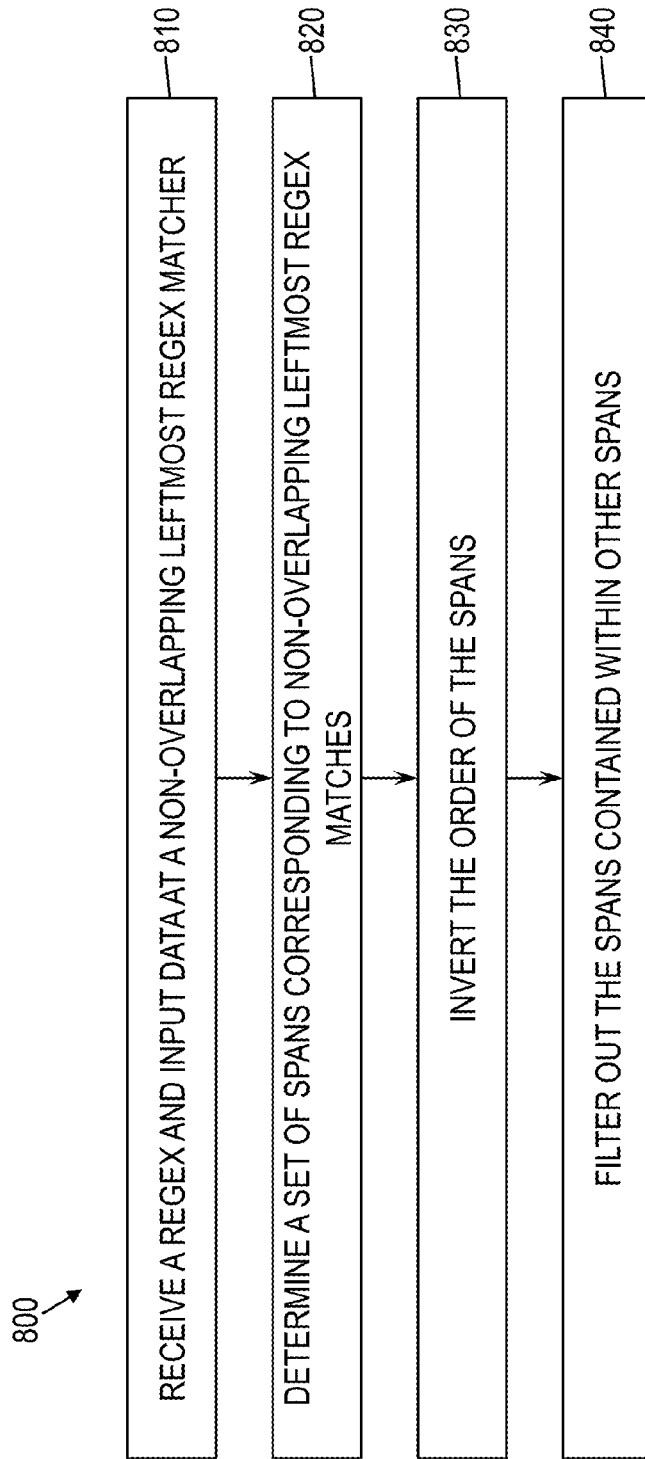 800
RECEIVE A REGEX AND INPUT DATA AT A NON-OVERLAPPING LEFTMOST REGEX MATCHER
810
DETERMINE A SET OF SPANS CORRESPONDING TO NON-OVERLAPPING LEFTMOST REGEX
MATCHES
820
INVERT THE ORDER OF THE SPANS
830
FILTER OUT THE SPANS CONTAINED WITHIN OTHER SPANS
840